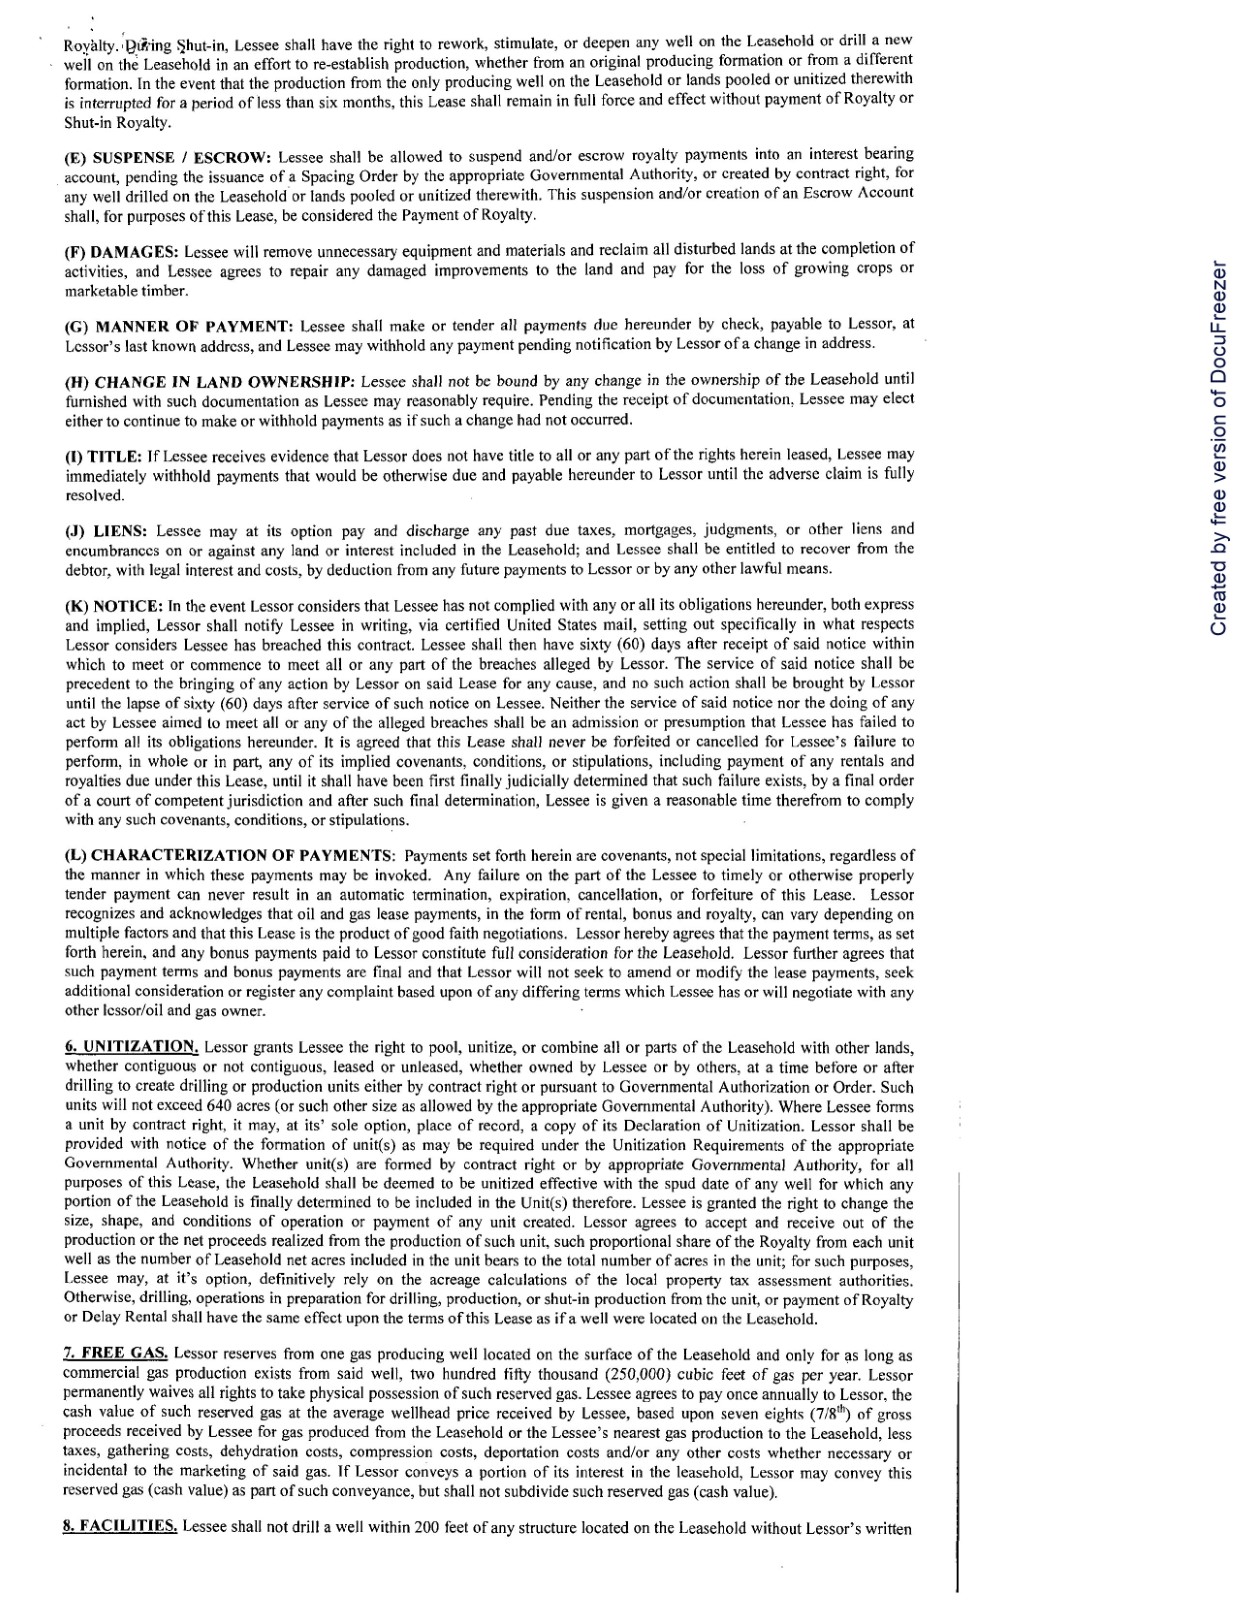 Royalty. During Shut-in, Lessee shall have the right to rework, stimulate, or deepen any well on the Leasehold or drill a new
well on the Leasehold in an effort to re-establish production, whether from an original producing formation or from a different
formation. In the event that the production from the only producing well on the Leasehold or lands pooled or unitized therewith
is interrupted for a period of less than six months, this Lease shall remain in full force and effect without payment of Royalty or
Shut-in Royalty.
(E) SUSPENSE / ESCROW: Lessee shall be allowed to suspend and/or escrow royalty payments into an interest bearing
account, pending the issuance of a Spacing Order by the appropriate Governmental Authority, or created by contract right, for
any well drilled on the Leasehold or lands pooled or unitized therewith. This suspension and/or creation of an Escrow Account
shall, for purposes of this Lease, be considered the Payment of Royalty.
(F) DAMAGES: Lessee will remove unnecessary equipment and materials and reclaim all disturbed lands at the completion of
activities, and Lessee agrees to repair any damaged improvements to the land and pay for the loss of growing crops or
marketable timber.
(G) MANNER OF PAYMENT: Lessee shall make or tender all payments due hereunder by check, payable to Lessor, at
Lessor's last known address, and Lessee may withhold any payment pending notification by Lessor of a change in address.
(H) CHANGE IN LAND OWNERSHIP: Lessee shall not be bound by any change in the ownership of the Leasehold until
furnished with such documentation as Lessee may reasonably require. Pending the receipt of documentation, Lessee may elect
either to continue to make or withhold payments as if such a change had not occurred.
(I) TITLE: If Lessee receives evidence that Lessor does not have title to all or any part of the rights herein leased, Lessee may
immediately withhold payments that would be otherwise due and payable hereunder to Lessor until the adverse claim is fully
resolved.
(J) LIENS: Lessee may at its option pay and discharge any past due taxes, mortgages, judgments, or other liens and
encumbrances on or against any land or interest included in the Leasehold; and Lessee shall be entitled to recover from the
debtor, with legal interest and costs, by deduction from any future payments to Lessor or by any other lawful means.
(K) NOTICE: In the event Lessor considers that Lessee has not complied with any or all its obligations hereunder, both express
and implied, Lessor shall notify Lessee in writing, via certified United States mail, setting out specifically in what respects
Lessor considers Lessee has breached this contract. Lessee shall then have sixty (60) days after receipt of said notice within
which to meet or commence to meet all or any part of the breaches alleged by Lessor. The service of said notice shall be
precedent to the bringing of any action by Lessor on said Lease for any cause, and no such action shall be brought by Lessor
until the lapse of sixty (60) days after service of such notice on Lessee. Neither the service of said notice nor the doing of any
act by Lessee aimed to meet all or any of the alleged breaches shall be an admission or presumption that Lessee has failed to
perform all its obligations hereunder. It is agreed that this Lease shall never be forfeited or cancelled for Lessee's failure to
perform, in whole or in part, any of its implied covenants, conditions, or stipulations, including payment of any rentals and
royalties due under this Lease, until it shall have been first finally judicially determined that such failure exists, by a final order
of a court of competent jurisdiction and after such final determination, Lessee is given a reasonable time therefrom to comply
with any such covenants, conditions, or stipulations.
(L) CHARACTERIZATION OF PAYMENTS: Payments set forth herein are covenants, not special limitations, regardless of
the manner in which these payments may be invoked. Any failure on the part of the Lessee to timely or otherwise properly
tender payment can never result in an automatic termination, expiration, cancellation, or forfeiture of this Lease. Lessor
recognizes and acknowledges that oil and gas lease payments, in the form of rental, bonus and royalty, can vary depending on
multiple factors and that this Lease is the product of good faith negotiations. Lessor hereby agrees that the payment terms, as set
forth herein, and any bonus payments paid to Lessor constitute full consideration for the Leasehold. Lessor further agrees that
such payment terms and bonus payments are final and that Lessor will not seek to amend or modify the lease payments, seek
additional consideration or register any complaint based upon of any differing terms which Lessee has or will negotiate with any
other lessor/oil and gas owner.
6. UNITIZATION. Lessor grants Lessee the right to pool, unitize, or combine all or parts of the Leasehold with other lands,
whether contiguous or not contiguous, leased or unleased, whether owned by Lessee or by others, at a time before or after
drilling to create drilling or production units either by contract right or pursuant to Governmental Authorization or Order. Such
units will not exceed 640 acres (or such other size as allowed by the appropriate Governmental Authority). Where Lessee forms
a unit by contract right, it may, at its' sole option, place of record, a copy of its Declaration of Unitization. Lessor shall be
provided with notice of the formation of unit(s) as may be required under the Unitization Requirements of the appropriate
Governmental Authority. Whether unit(s) are formed by contract right or by appropriate Governmental Authority, for all
purposes of this Lease, the Leasehold shall be deemed to be unitized effective with the spud date of any well for which any
portion of the Leasehold is finally determined to be included in the Unit(s) therefore. Lessee is granted the right to change the
size, shape, and conditions of operation or payment of any unit created. Lessor agrees to accept and receive out of the
production or the net proceeds realized from the production of such unit, such proportional share of the Royalty from each unit
well as the number of Leasehold net acres included in the unit bears to the total number of acres in the unit; for such purposes,
Lessee may, at it's option, definitively rely on the acreage calculations of the local property tax assessment authorities.
Otherwise, drilling, operations in preparation for drilling, production, or shut-in production from the unit, or payment of Royalty
or Delay Rental shall have the same effect upon the terms of this Lease as if a well were located on the Leasehold.
7. FREE GAS. Lessor reserves from one gas producing well located on the surface of the Leasehold and only for as long as
commercial gas production exists from said well, two hundred fifty thousand (250,000) cubic feet of gas per year. Lessor
permanently waives all rights to take physical possession of such reserved gas. Lessee agrees to pay once annually to Lessor, the
cash value of such reserved gas at the average wellhead price received by Lessee, based upon seven eights (7/8th) of gross
proceeds received by Lessee for gas produced from the Leasehold or the Lessee's nearest gas production to the Leasehold, less
taxes, gathering costs, dehydration costs, compression costs, deportation costs and/or any other costs whether necessary or
incidental to the marketing of said gas. If Lessor conveys a portion of its interest in the leasehold, Lessor may convey this
reserved gas (cash value) as part of such conveyance, but shall not subdivide such reserved gas (cash value).
8. FACILITIES. Lessee shall not drill a well within 200 feet of any structure located on the Leasehold without Lessor's written
Created by free version of DocuFreezer